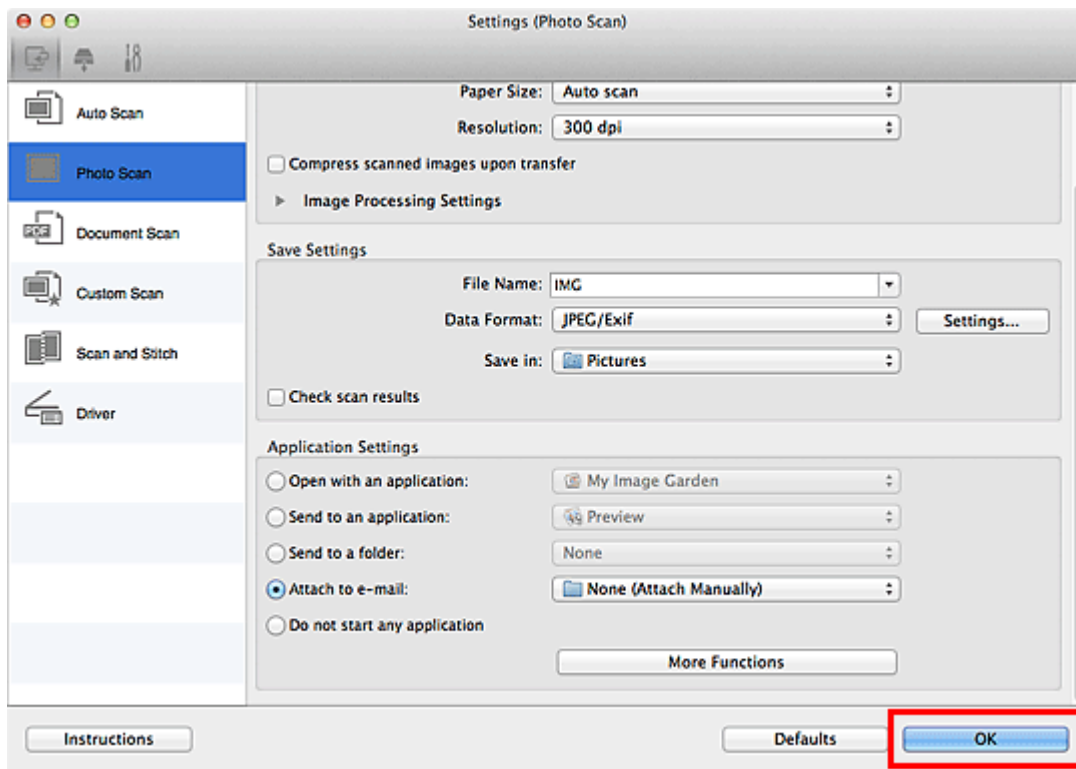 Settings (Photo Scan)
Auto Scan
Photo Scan
PDF
Document Scan
Custom Scan
Scan and Stitch
Driver
Paper Size: Auto scan
Resolution: 300 dpi
Compress scanned images upon transfer
Image Processing Settings
Save Settings
File Name: IMG
Data Format: JPEG/Exif Settings...
Save in: Pictures
Check scan results
Application Settings
Open with an application: My Image Garden
Send to an application: Preview
Send to a folder: None
Attach to e-mail: None (Attach Manually)
Do not start any application
More Functions
Instructions Defaults OK